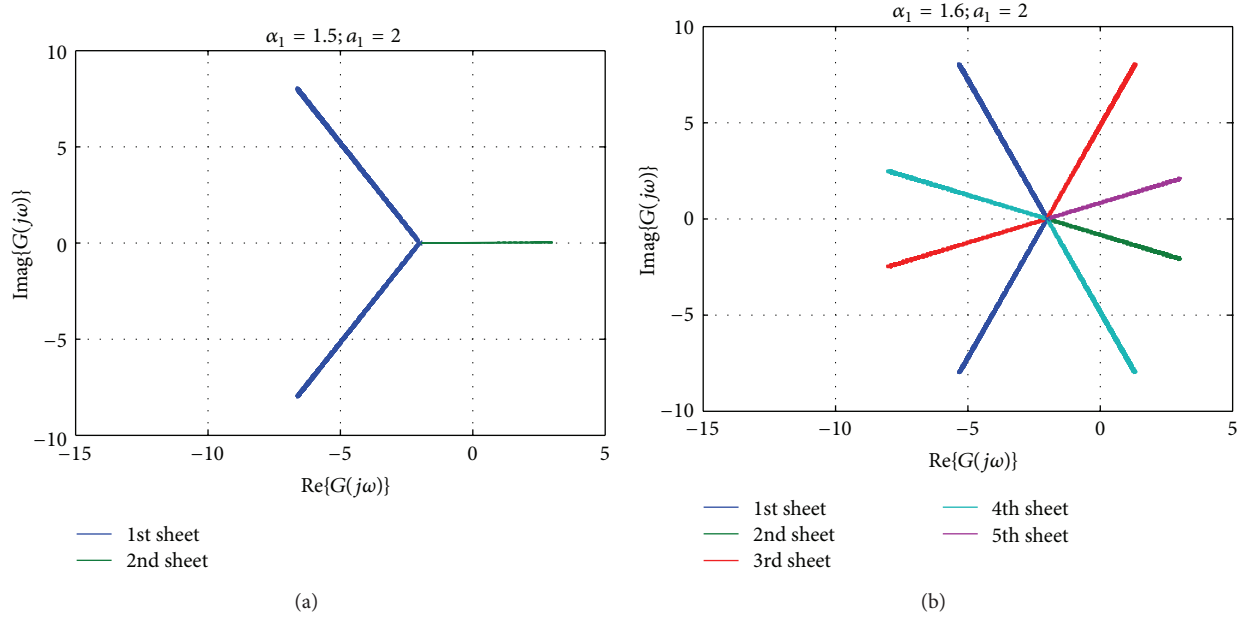 α₁ = 1.5; a₁ = 2
10
5
0
−5
−10
−15
−10
−5
0
5
Imag{G(jω)}
Re{G(jω)}
1st sheet
2nd sheet
(a)
α₁ = 1.6; a₁ = 2
10
5
0
−5
−10
−15
−10
−5
0
5
Imag{G(jω)}
Re{G(jω)}
1st sheet
2nd sheet
3rd sheet
4th sheet
5th sheet
(b)